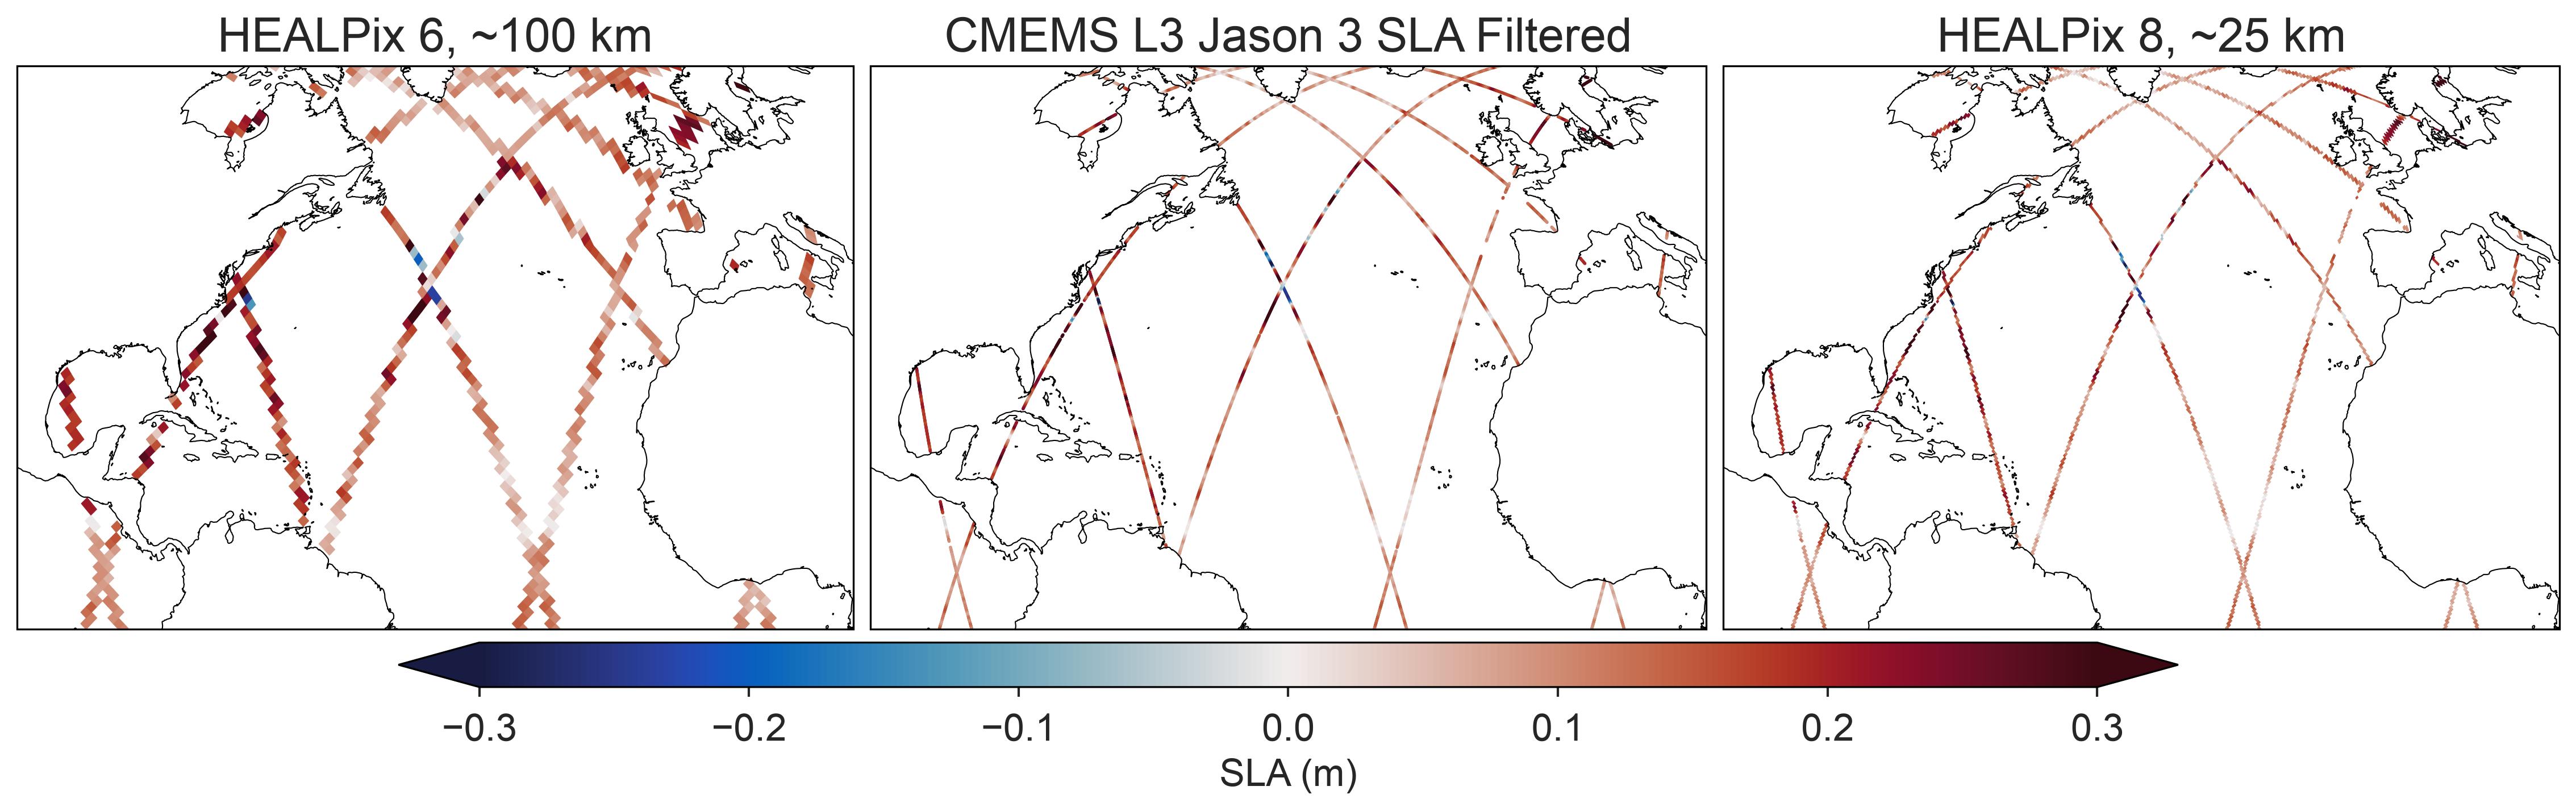 HEALPix 6, ~100 km
CMEMS L3 Jason 3 SLA Filtered
HEALPix 8, ~25 km
−0.3
−0.2
−0.1
0.0
0.1
0.2
0.3
SLA (m)